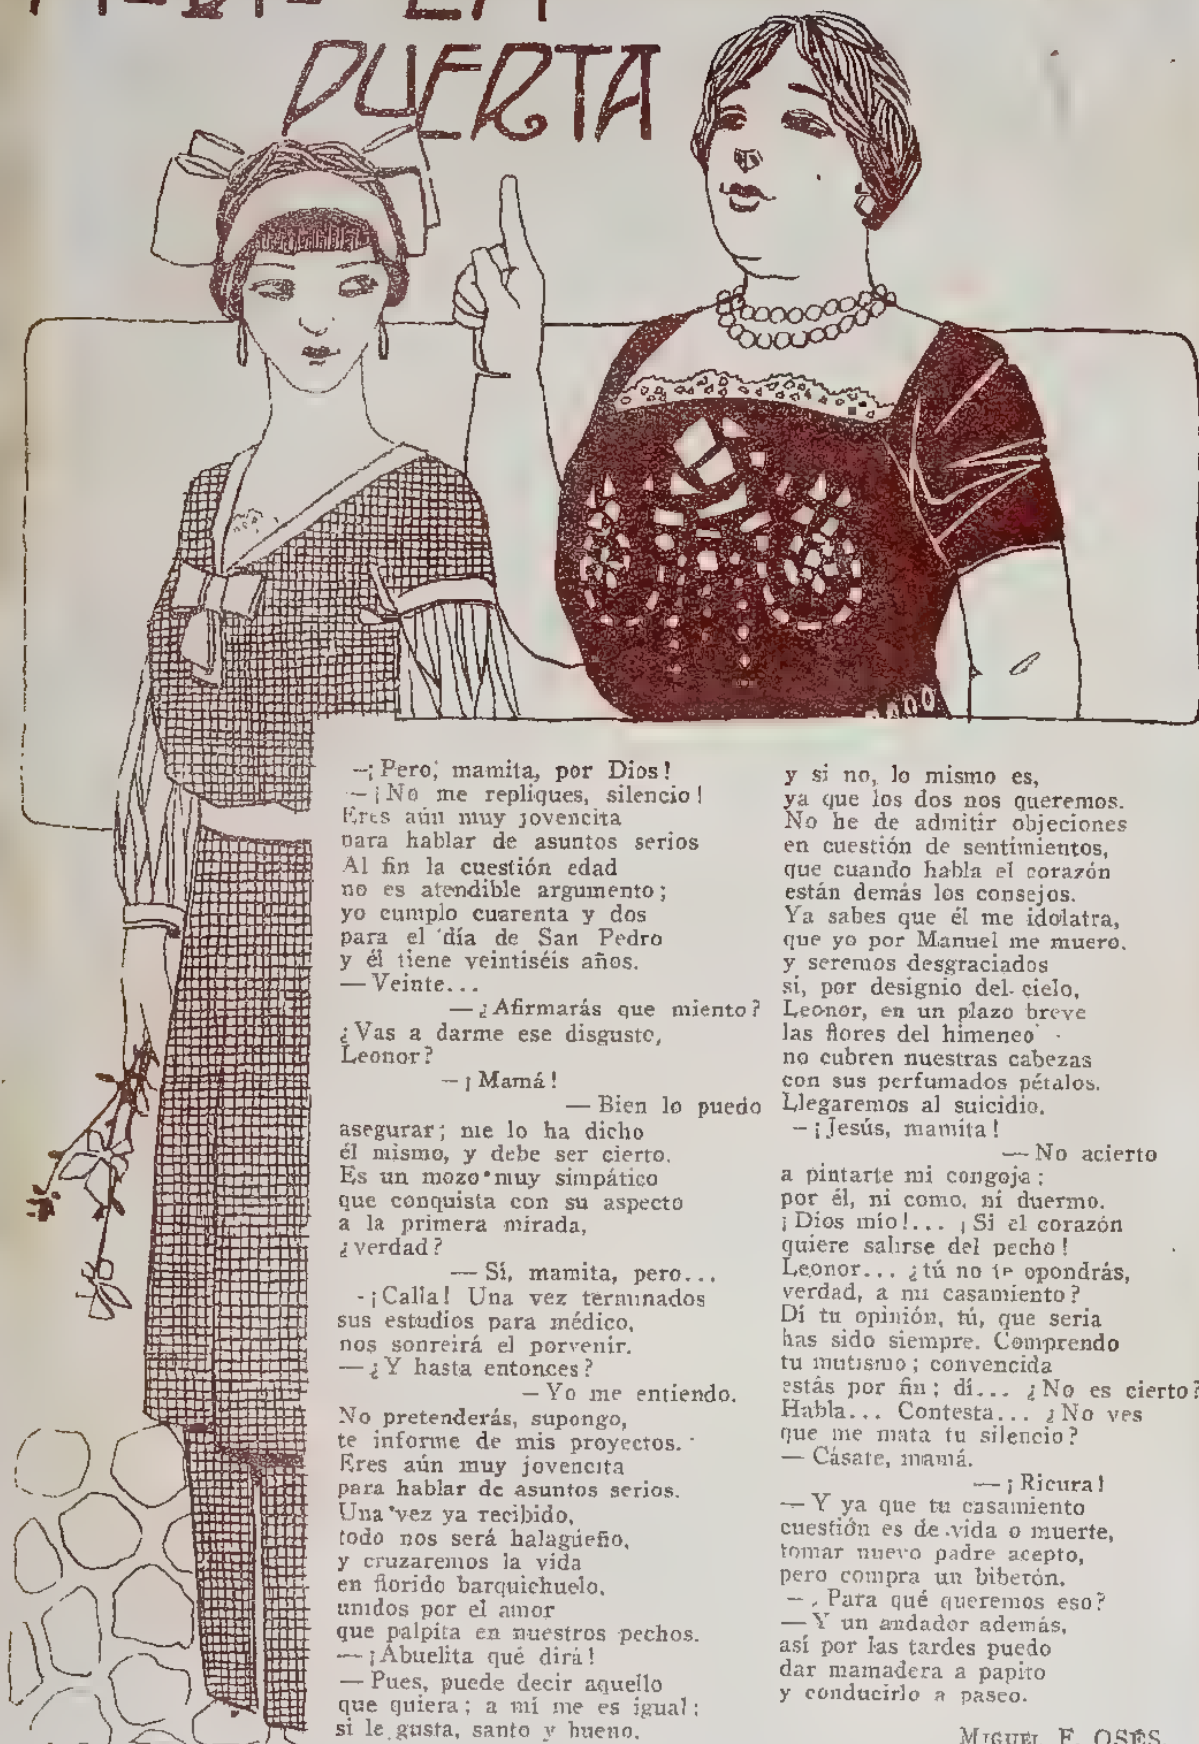 LA
PUERTA
—¡Pero, mamita, por Dios!
—¡No me repliques, silencio!
Eres aún muy jovencita
para hablar de asuntos serios
Al fin la cuestión edad
no es atendible argumento;
yo cumplo cuarenta y dos
para el día de San Pedro
y él tiene veintiséis años.
—Veinte...
—¿Afirmarás que miento?
¿Vas a darme ese disguste,
Leonor?
—¡Mamá!
—Bien lo puedo
asegurar; me lo ha dicho
él mismo, y debe ser cierto.
Es un mozo muy simpático
que conquista con su aspecto
a la primera mirada,
¿verdad?
—Sí, mamita, pero...
-¡Calla! Una vez terminados
sus estudios para médico,
nos sonreirá el porvenir.
—¿Y hasta entonces?
—Yo me entiendo.
No pretenderás, supongo,
te informe de mis proyectos.
Eres aún muy jovencita
para hablar de asuntos serios.
Una vez ya recibido,
todo nos será halagüeño,
y cruzaremos la vida
en florido barquichuelo,
unidos por el amor
que palpita en nuestros pechos.
—¡Abuelita qué dirá!
—Pues, puede decir aquello
que quiera; a mí me es igual;
si le gusta, santo y bueno,
y si no, lo mismo es,
ya que los dos nos queremos.
No he de admitir objeciones
en cuestión de sentimientos,
que cuando habla el corazón
están demás los consejos.
Ya sabes que él me idolatra,
que yo por Manuel me muero.
y seremos desgraciados
si, por designio del cielo,
Leonor, en un plazo breve
las flores del himeneo
no cubren nuestras cabezas
con sus perfumados pétalos.
Llegaremos al suicidio.
—¡Jesús, mamita!
—No acierto
a pintarte mi congoja;
por él, ni como, ni duermo.
¡Dios mío!... ¡Si el corazón
quiere salirse del pecho!
Leonor... ¿tú no te opondrás,
verdad, a mi casamiento?
Dí tu opinión, tú, que seria
has sido siempre. Comprendo
tu mutismo; convencida
estás por fin; dí... ¿No es cierto?
Habla... Contesta... ¿No ves
que me mata tu silencio?
—Cásate, mamá.
—¡Ricura!
—Y ya que tu casamiento
cuestión es de vida o muerte,
tomar nuevo padre acepto,
pero compra un biberón.
—¿Para qué queremos eso?
—Y un andador además,
así por las tardes puedo
dar mamadera a papito
y conducirlo a paseo.
MIGUEL F. OSÉS